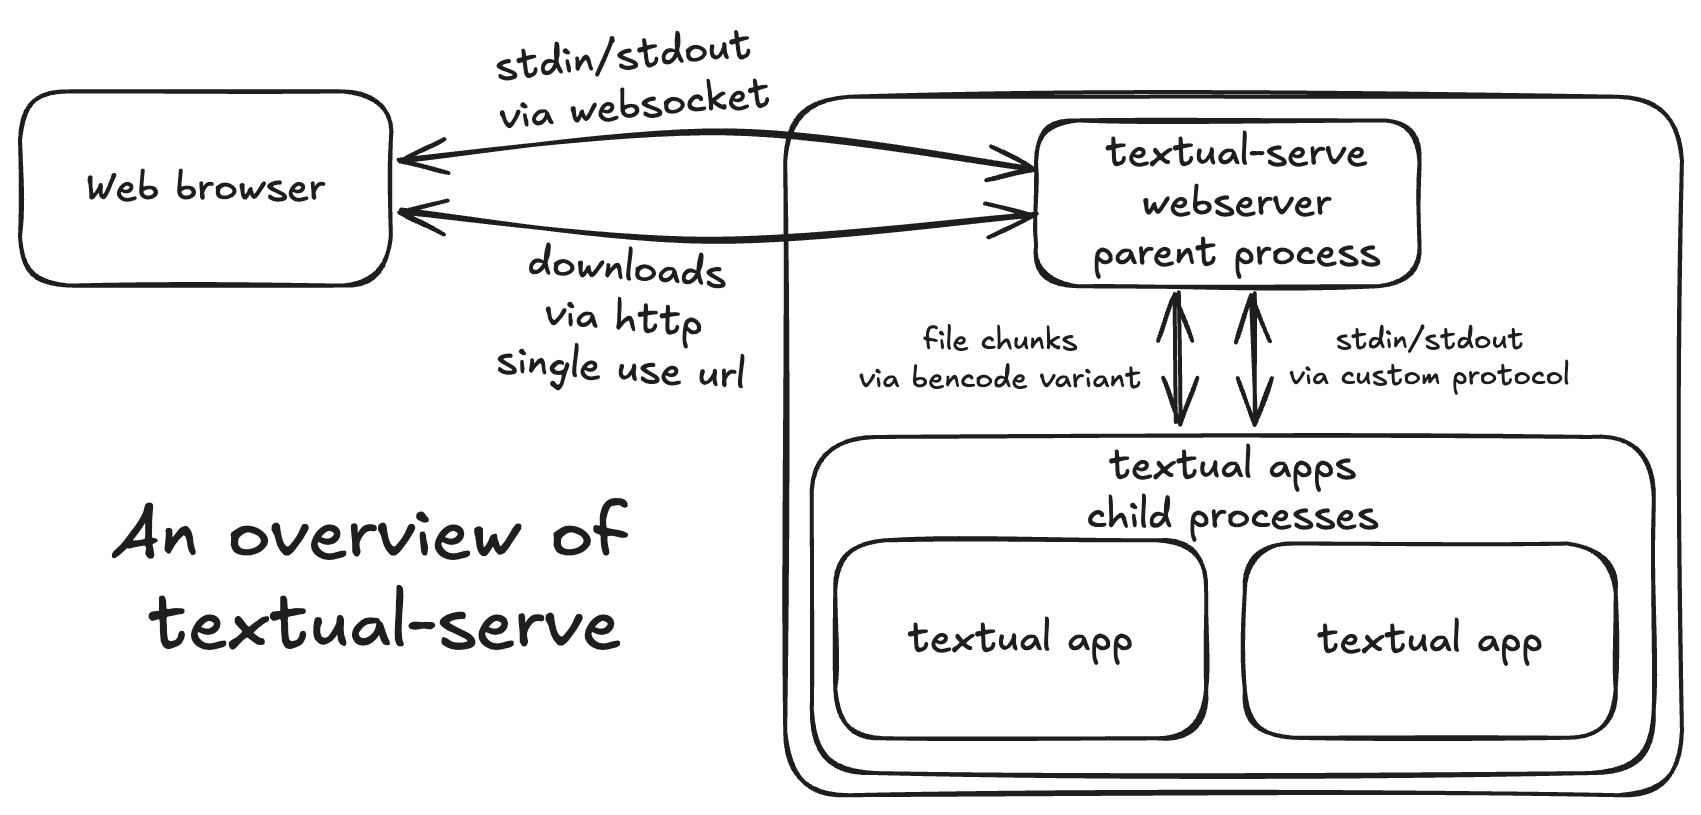 stdin/stdout
via websocket
Web browser
downloads
via http
single use url
textual-serve
webserver
parent process
file chunks
via bencode variant
stdin/stdout
via custom protocol
textual apps
child processes
textual app
textual app
An overview of
textual-serve